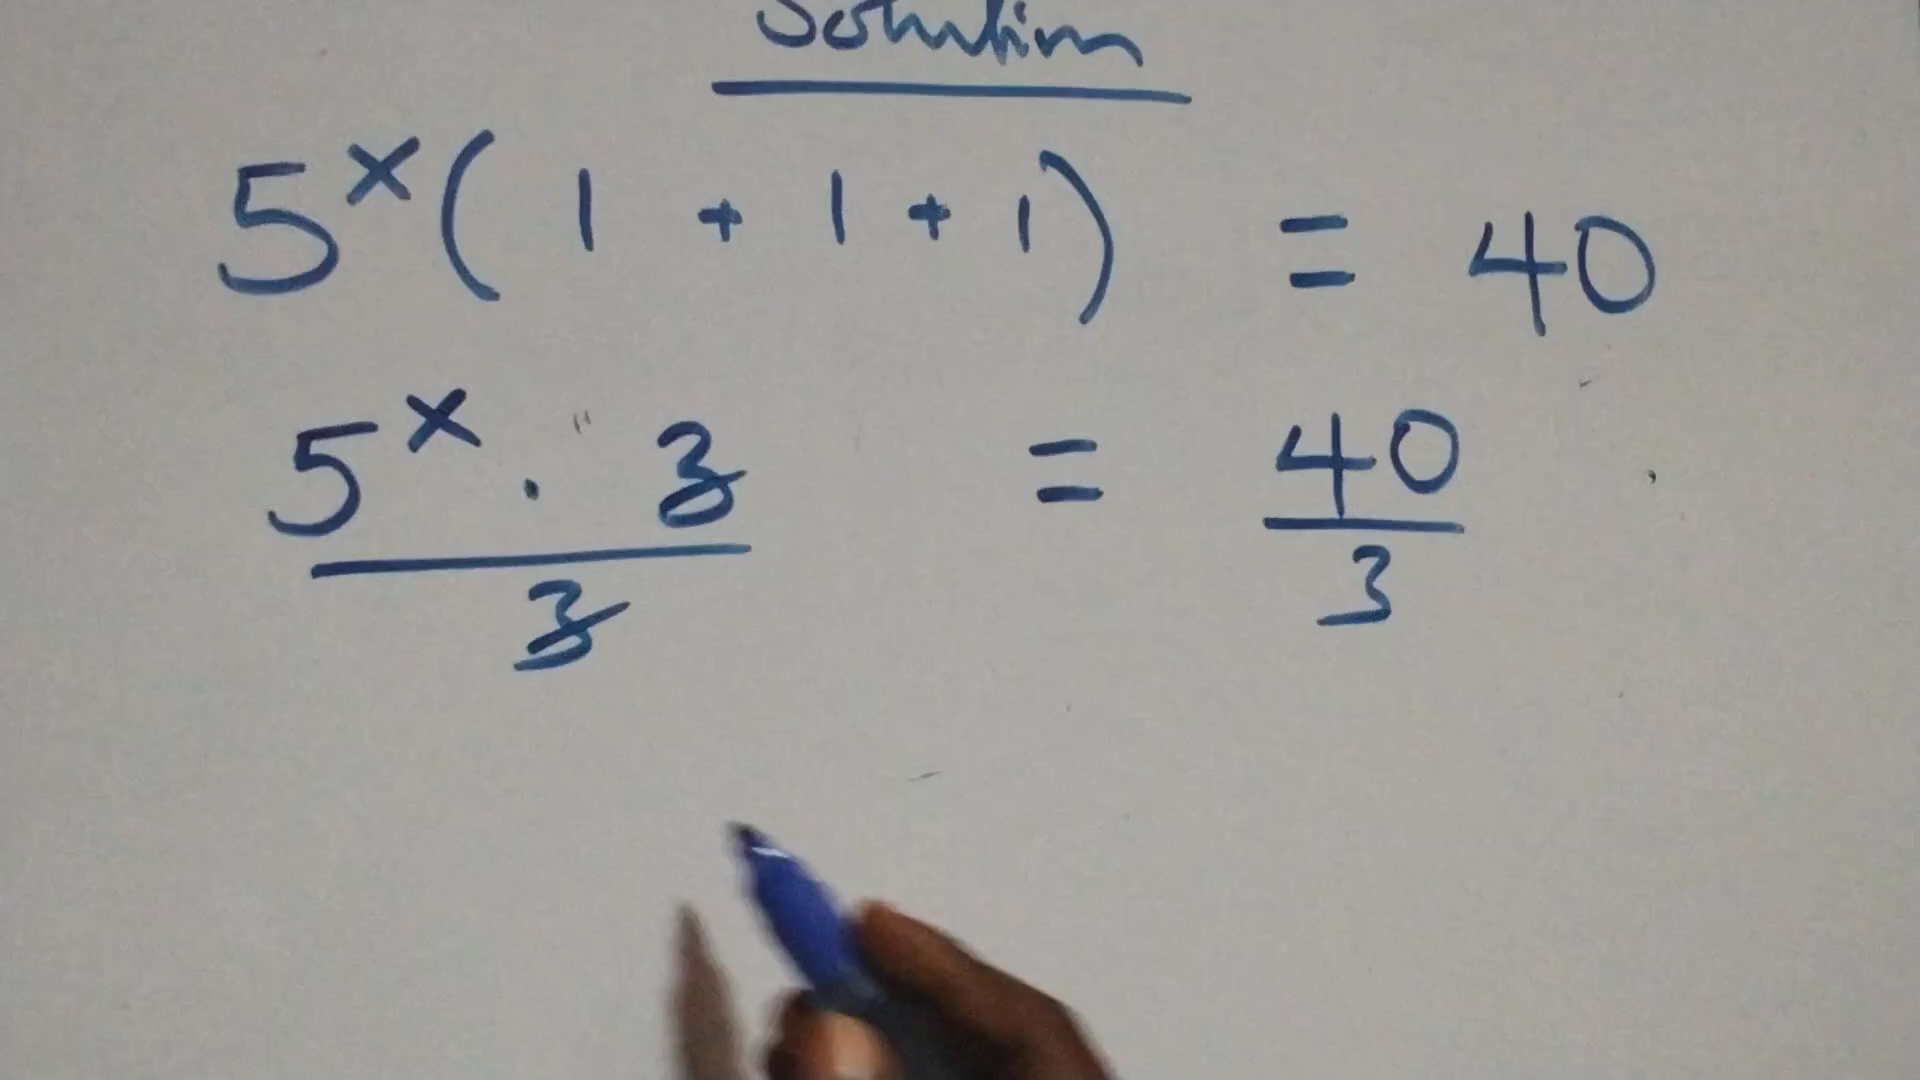 Solution
5^x ( 1 + 1 + 1 ) = 40
5^x . 3 / 3 = 40 / 3